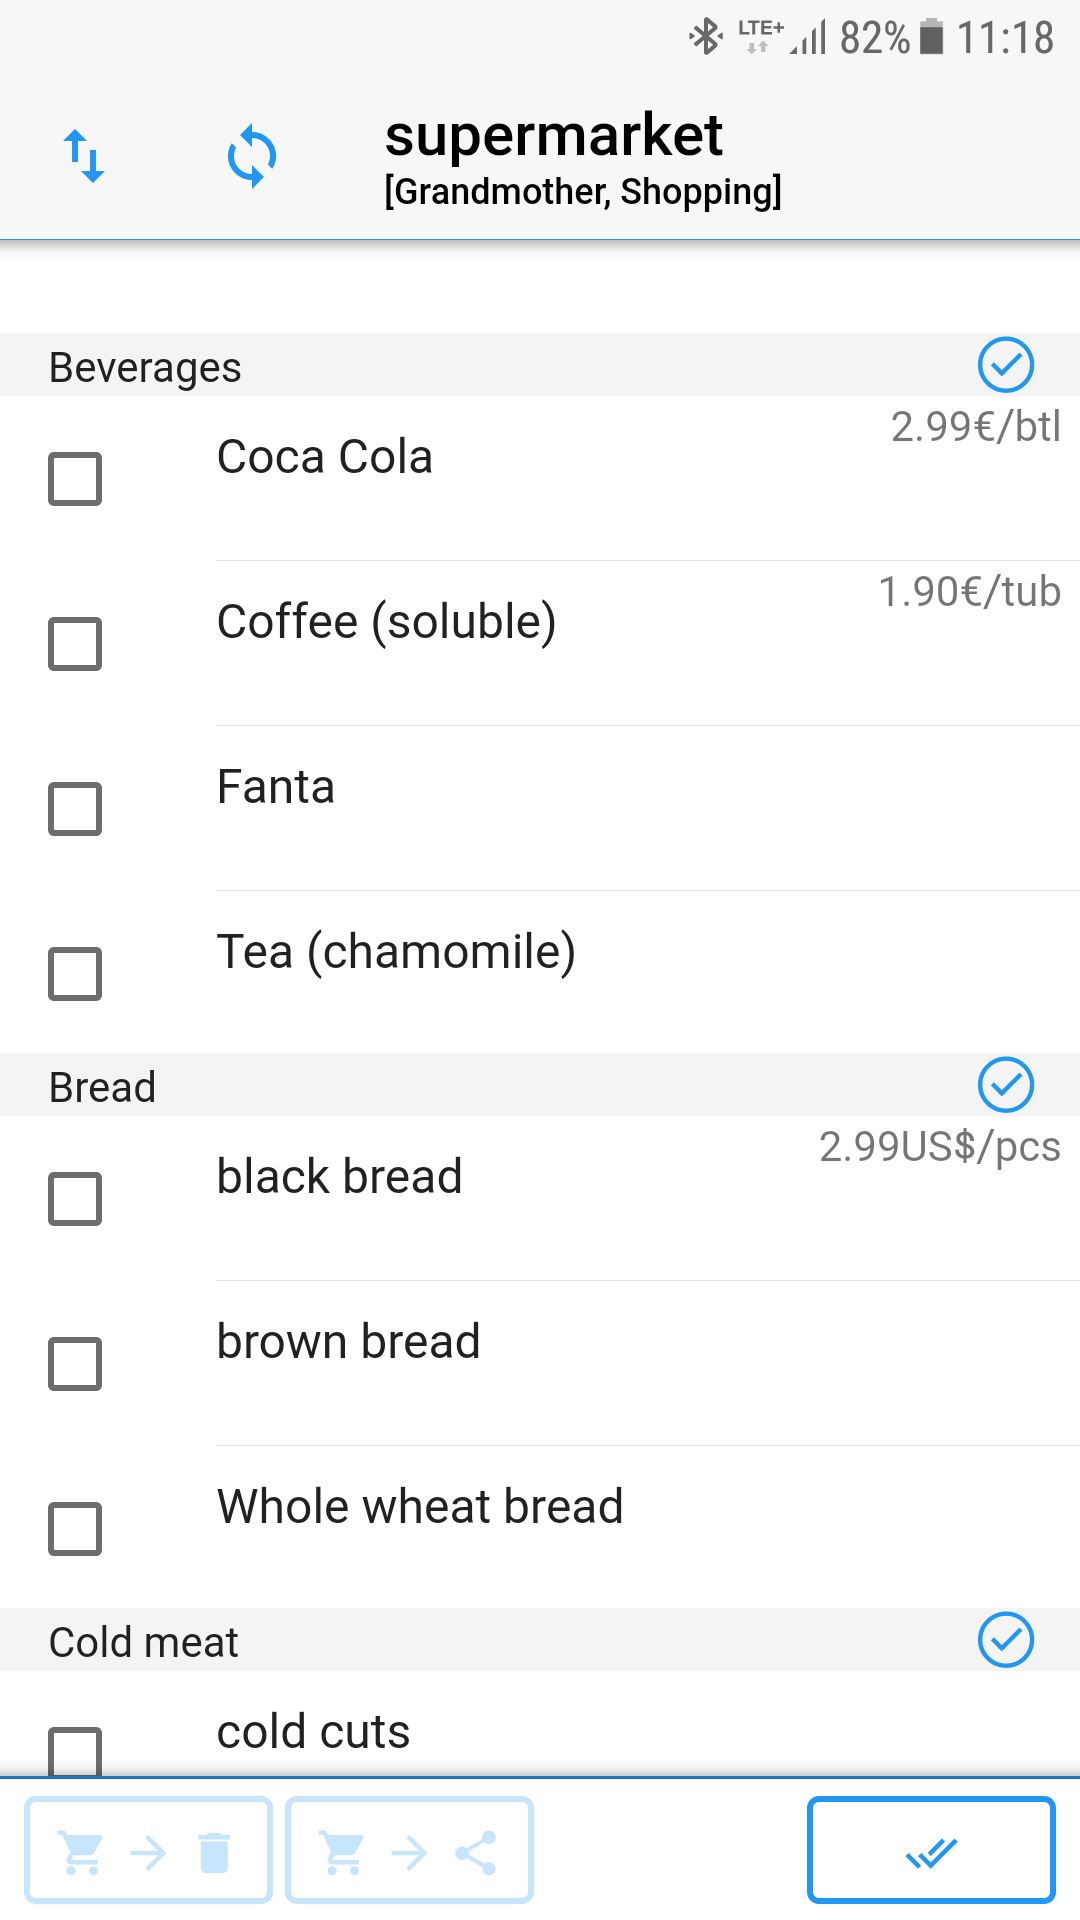 LTE+ 82% 11:18
supermarket
[Grandmother, Shopping]
Beverages
2.99€/btl
Coca Cola
1.90€/tub
Coffee (soluble)
Fanta
Tea (chamomile)
Bread
2.99US$/pcs
black bread
brown bread
Whole wheat bread
Cold meat
cold cuts